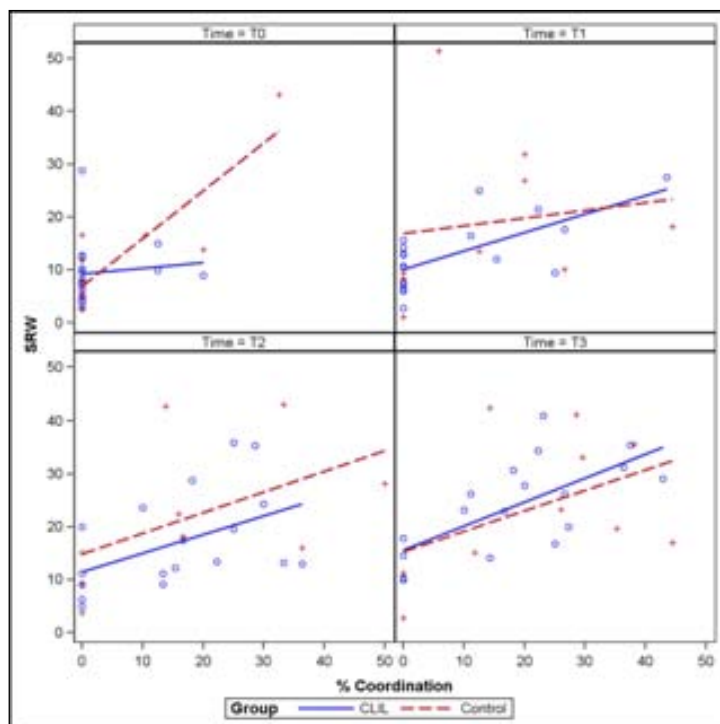 Time = T0
Time = T1
50
40
30
20
10
0
Time = T2
Time = T3
50
40
30
20
10
0
SRW
0 10 20 30 40 50 0 10 20 30 40 50
% Coordination
Group CLIL Control